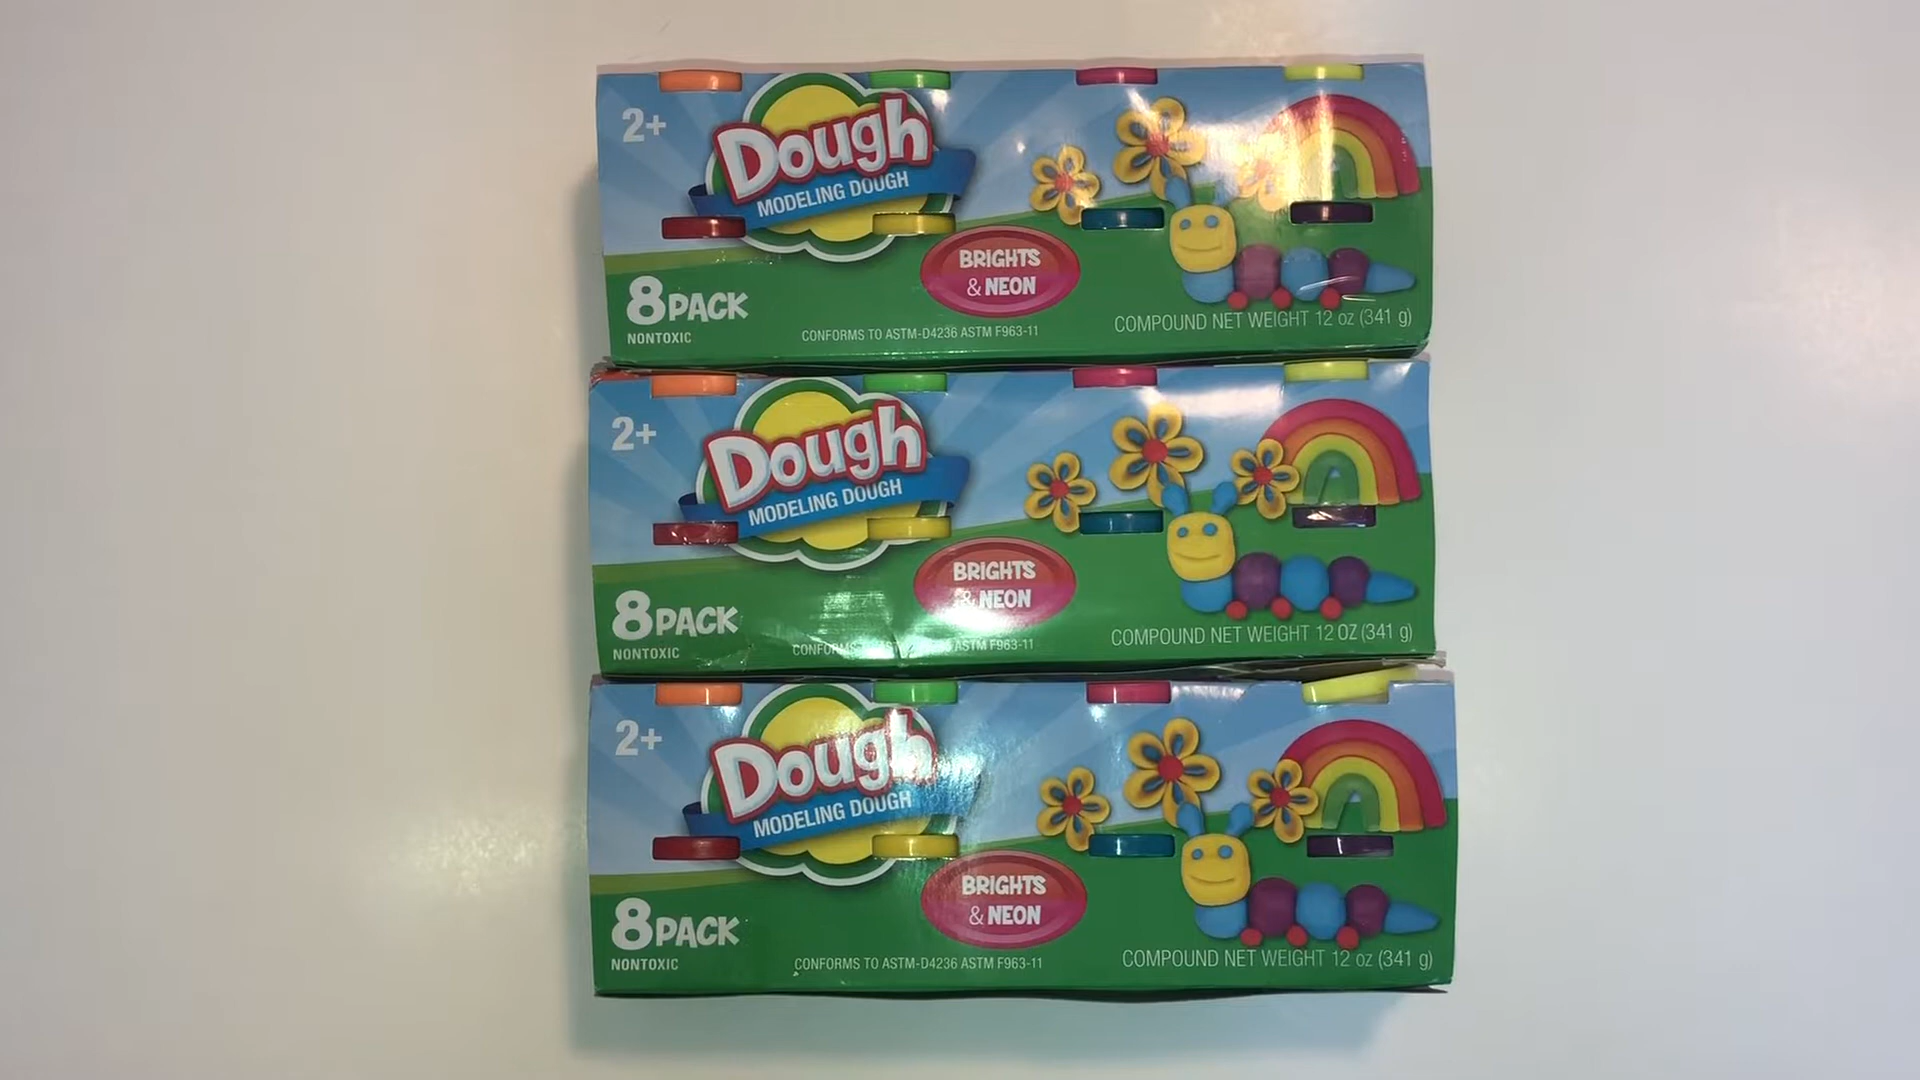 2+
Dough
MODELING DOUGH
BRIGHTS
& NEON
8 PACK
NONTOXIC
CONFORMS TO ASTM-D4236 ASTM F963-11
COMPOUND NET WEIGHT 12 oz (341 g)
2+
Dough
MODELING DOUGH
BRIGHTS
& NEON
8 PACK
NONTOXIC
CONFORMS ASTM F963-11
COMPOUND NET WEIGHT 12 OZ (341 g)
2+
Dough
MODELING DOUGH
BRIGHTS
& NEON
8 PACK
NONTOXIC
CONFORMS TO ASTM-D4236 ASTM F963-11
COMPOUND NET WEIGHT 12 oz (341 g)